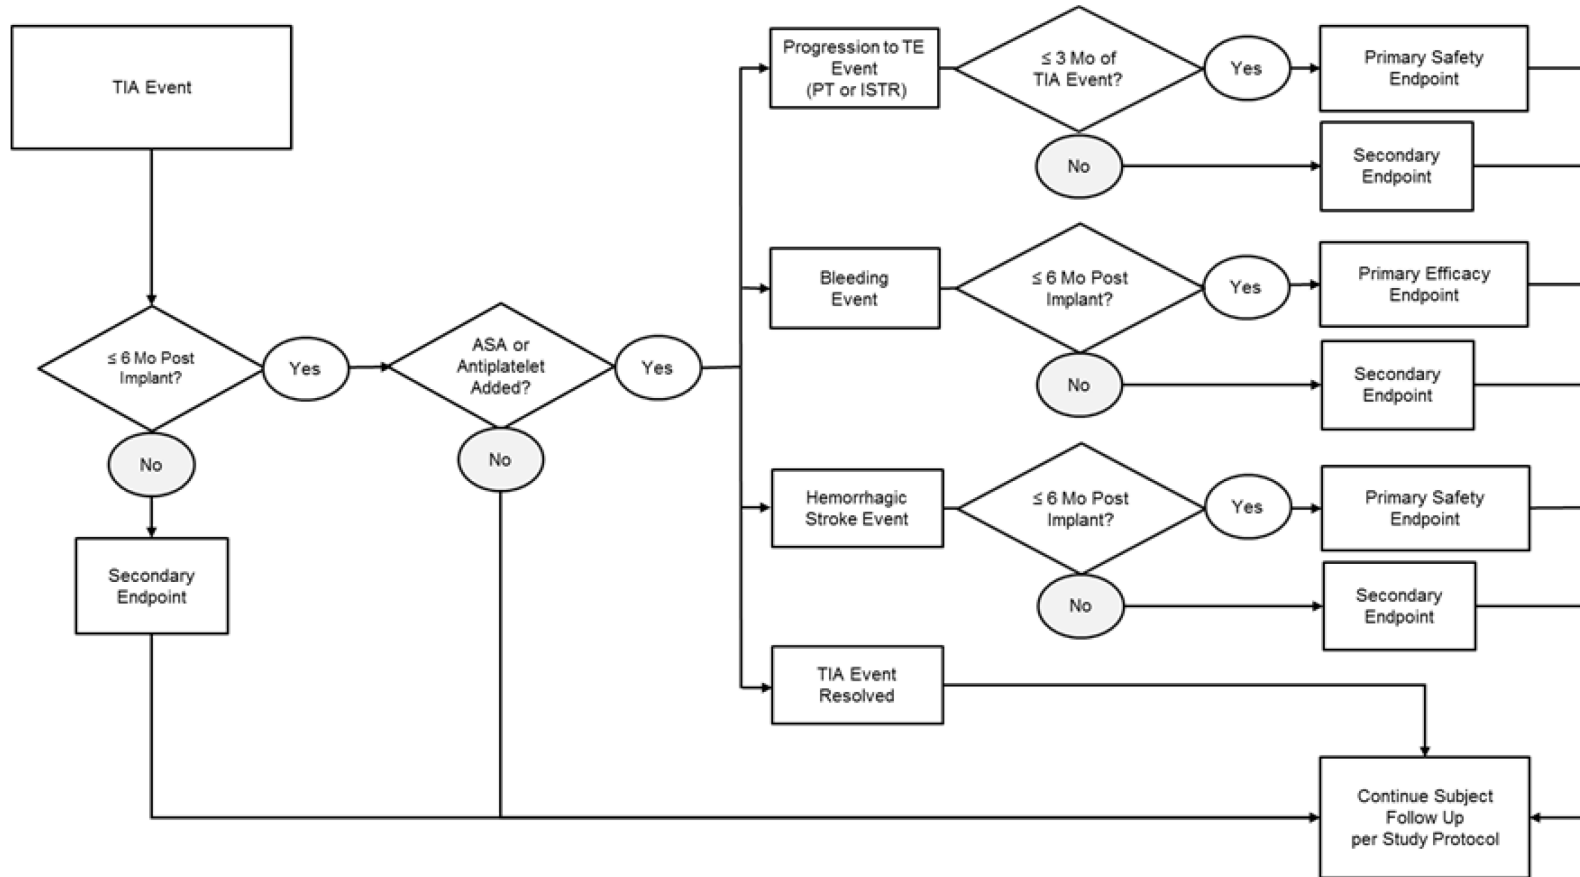 TIA Event
≤ 6 Mo Post
Implant?
Yes
No
Secondary
Endpoint
ASA or
Antiplatelet
Added?
Yes
No
Progression to TE
Event
(PT or ISTR)
≤ 3 Mo of
TIA Event?
Yes
Primary Safety
Endpoint
No
Secondary
Endpoint
Bleeding
Event
≤ 6 Mo Post
Implant?
Yes
Primary Efficacy
Endpoint
No
Secondary
Endpoint
Hemorrhagic
Stroke Event
≤ 6 Mo Post
Implant?
Yes
Primary Safety
Endpoint
No
Secondary
Endpoint
TIA Event
Resolved
Continue Subject
Follow Up
per Study Protocol